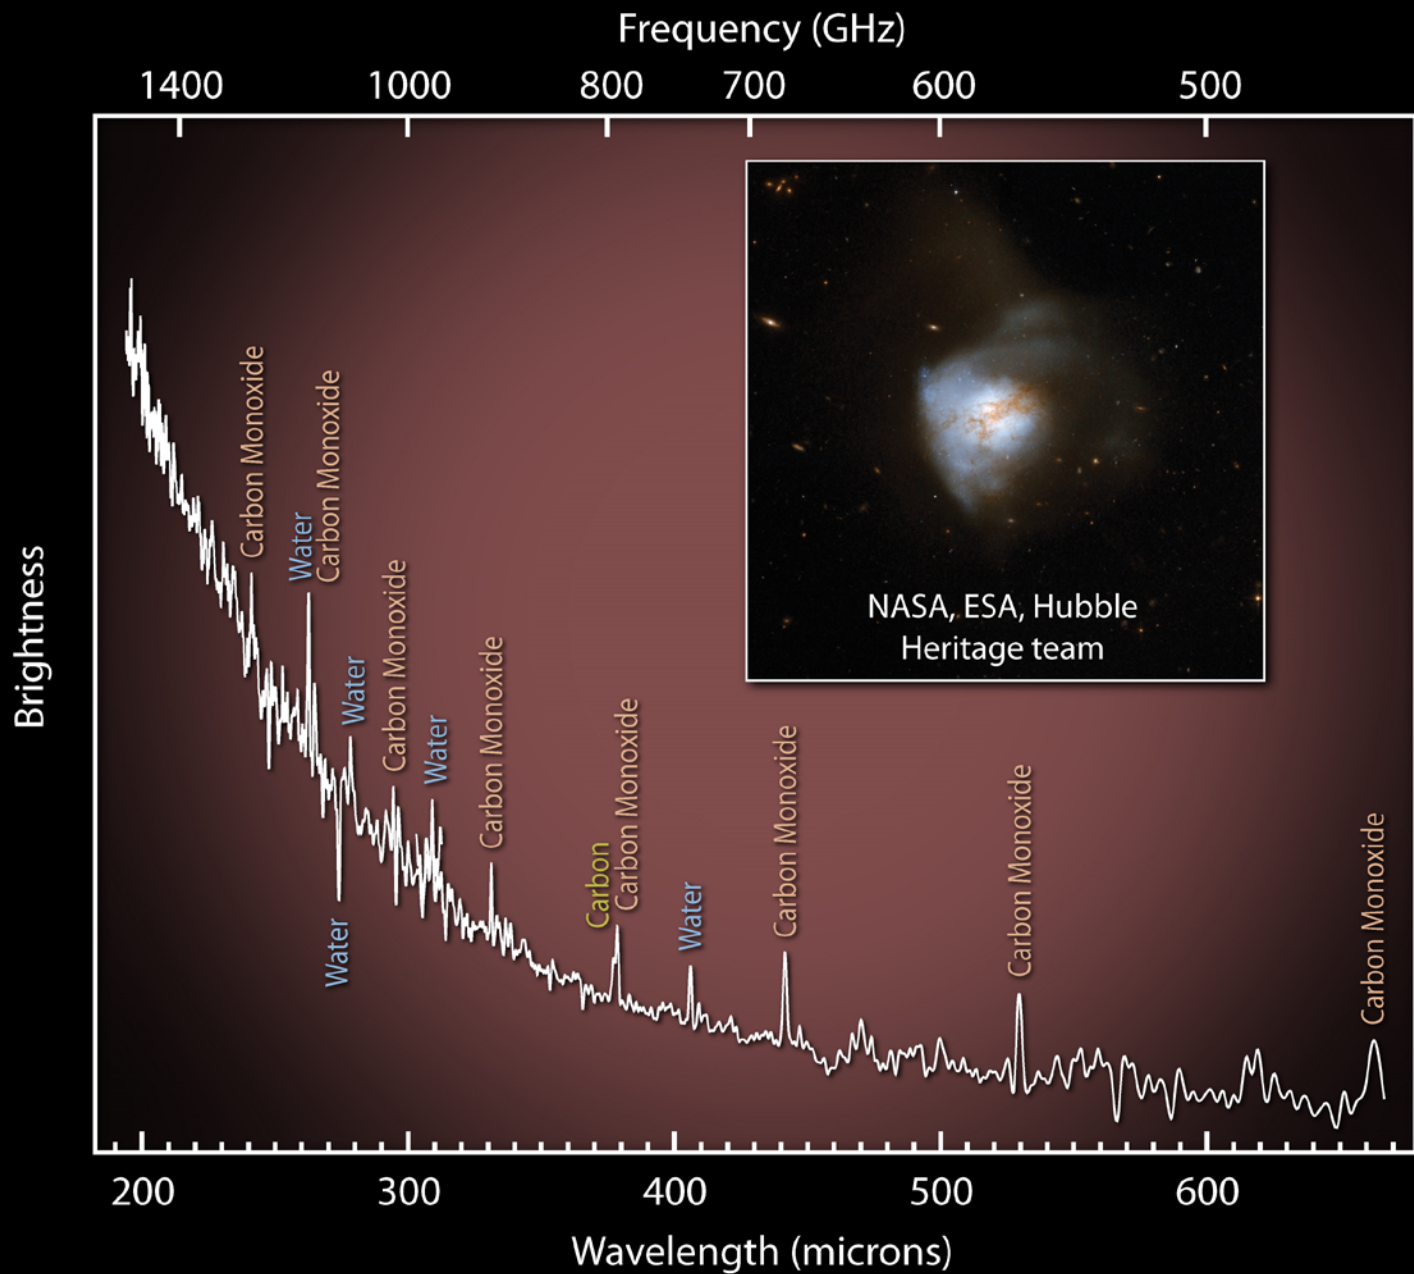 Frequency (GHz)
1400 1000 800 700 600 500
Brightness
Carbon Monoxide
Water
Carbon Monoxide
Water
Water
Carbon Monoxide
Water
Carbon Monoxide
Carbon
Carbon Monoxide
Water
Carbon Monoxide
Carbon Monoxide
Carbon Monoxide
NASA, ESA, Hubble
Heritage team
200 300 400 500 600
Wavelength (microns)